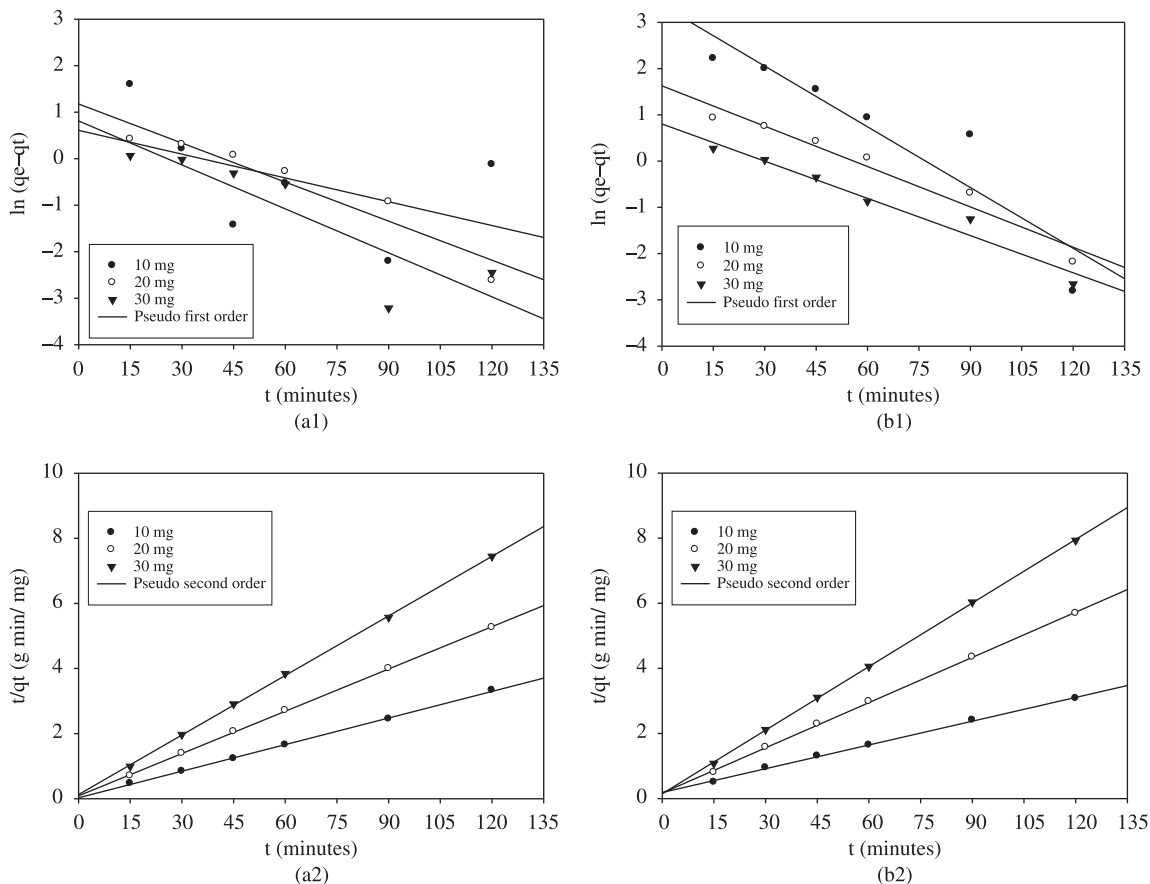 3
2
1
0
−1
−2
−3
−4
ln (qe−qt)
10 mg
20 mg
30 mg
Pseudo first order
0 15 30 45 60 75 90 105 120 135
t (minutes)
(a1)
3
2
1
0
−1
−2
−3
−4
ln (qe−qt)
10 mg
20 mg
30 mg
Pseudo first order
0 15 30 45 60 75 90 105 120 135
t (minutes)
(b1)
10
8
6
4
2
0
t/qt (g min/ mg)
10 mg
20 mg
30 mg
Pseudo second order
0 15 30 45 60 75 90 105 120 135
t (minutes)
(a2)
10
8
6
4
2
0
t/qt (g min/ mg)
10 mg
20 mg
30 mg
Pseudo second order
0 15 30 45 60 75 90 105 120 135
t (minutes)
(b2)